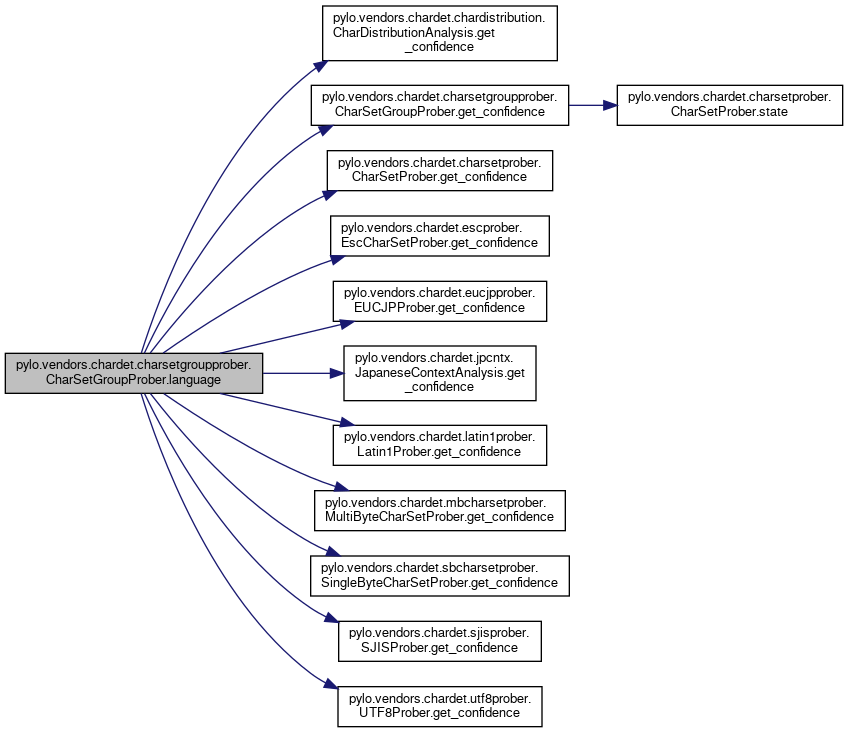 pylo.vendors.chardet.chardistribution.
CharDistributionAnalysis.get
_confidence
pylo.vendors.chardet.charsetgroupprober.
CharSetGroupProber.get_confidence
pylo.vendors.chardet.charsetprober.
CharSetProber.state
pylo.vendors.chardet.charsetprober.
CharSetProber.get_confidence
pylo.vendors.chardet.escprober.
EscCharSetProber.get_confidence
pylo.vendors.chardet.eucjpprober.
EUCJPProber.get_confidence
pylo.vendors.chardet.charsetgroupprober.
CharSetGroupProber.language
pylo.vendors.chardet.jpcntx.
JapaneseContextAnalysis.get
_confidence
pylo.vendors.chardet.latin1prober.
Latin1Prober.get_confidence
pylo.vendors.chardet.mbcharsetprober.
MultiByteCharSetProber.get_confidence
pylo.vendors.chardet.sbcharsetprober.
SingleByteCharSetProber.get_confidence
pylo.vendors.chardet.sjisprober.
SJISProber.get_confidence
pylo.vendors.chardet.utf8prober.
UTF8Prober.get_confidence